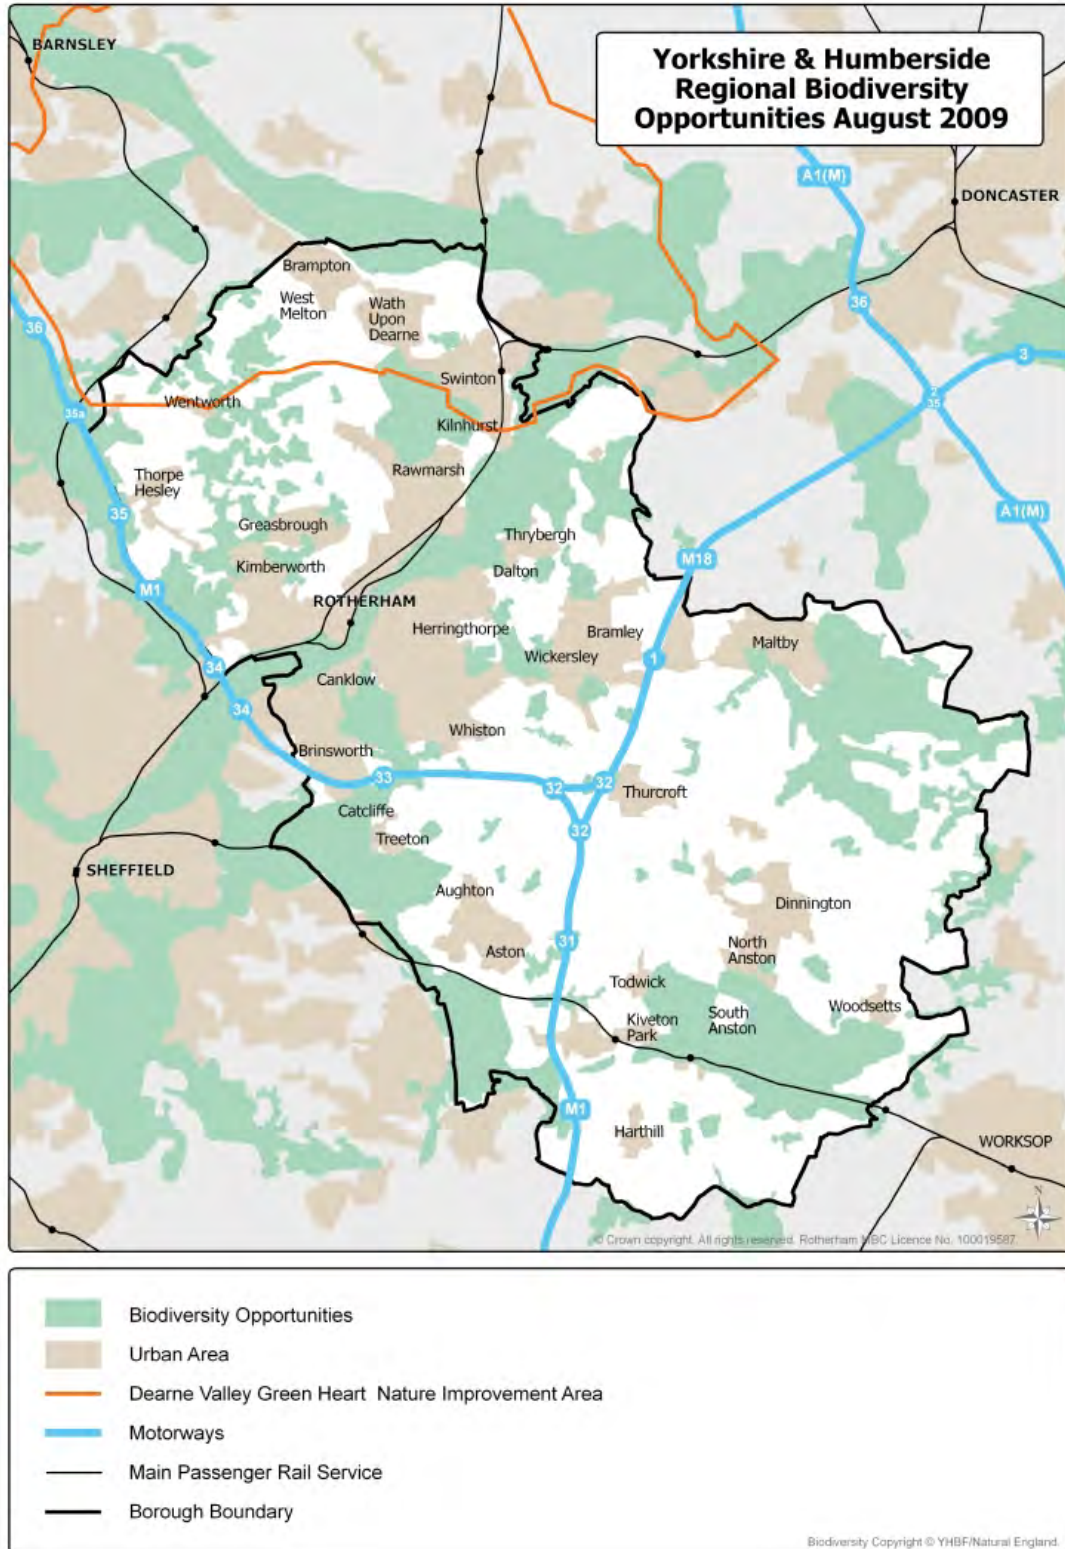 Yorkshire & Humberside
Regional Biodiversity
Opportunities August 2009
BARNSLEY
A1(M)
DONCASTER
Brampton
West
Melton
Wath
Upon
Dearne
36
36
Swinton
3
2
35
35a
Wentworth
Kilnhurst
Thorpe
Hesley
Rawmarsh
35
Greasbrough
Thrybergh
A1(M)
M18
Kimberworth
Dalton
M1
ROTHERHAM
Herringthorpe
Bramley
Maltby
34
Wickersley
1
Canklow
34
Whiston
Brinsworth
33
32
32
Thurcroft
Catcliffe
32
Treeton
SHEFFIELD
Aughton
Dinnington
31
Aston
North
Anston
Todwick
Kiveton
Park
South
Anston
Woodsetts
M1
Harthill
WORKSOP
N
© Crown copyright. All rights reserved. Rotherham MBC Licence No. 100019587.
Biodiversity Opportunities
Urban Area
Dearne Valley Green Heart Nature Improvement Area
Motorways
Main Passenger Rail Service
Borough Boundary
Biodiversity Copyright © YHBF/Natural England.